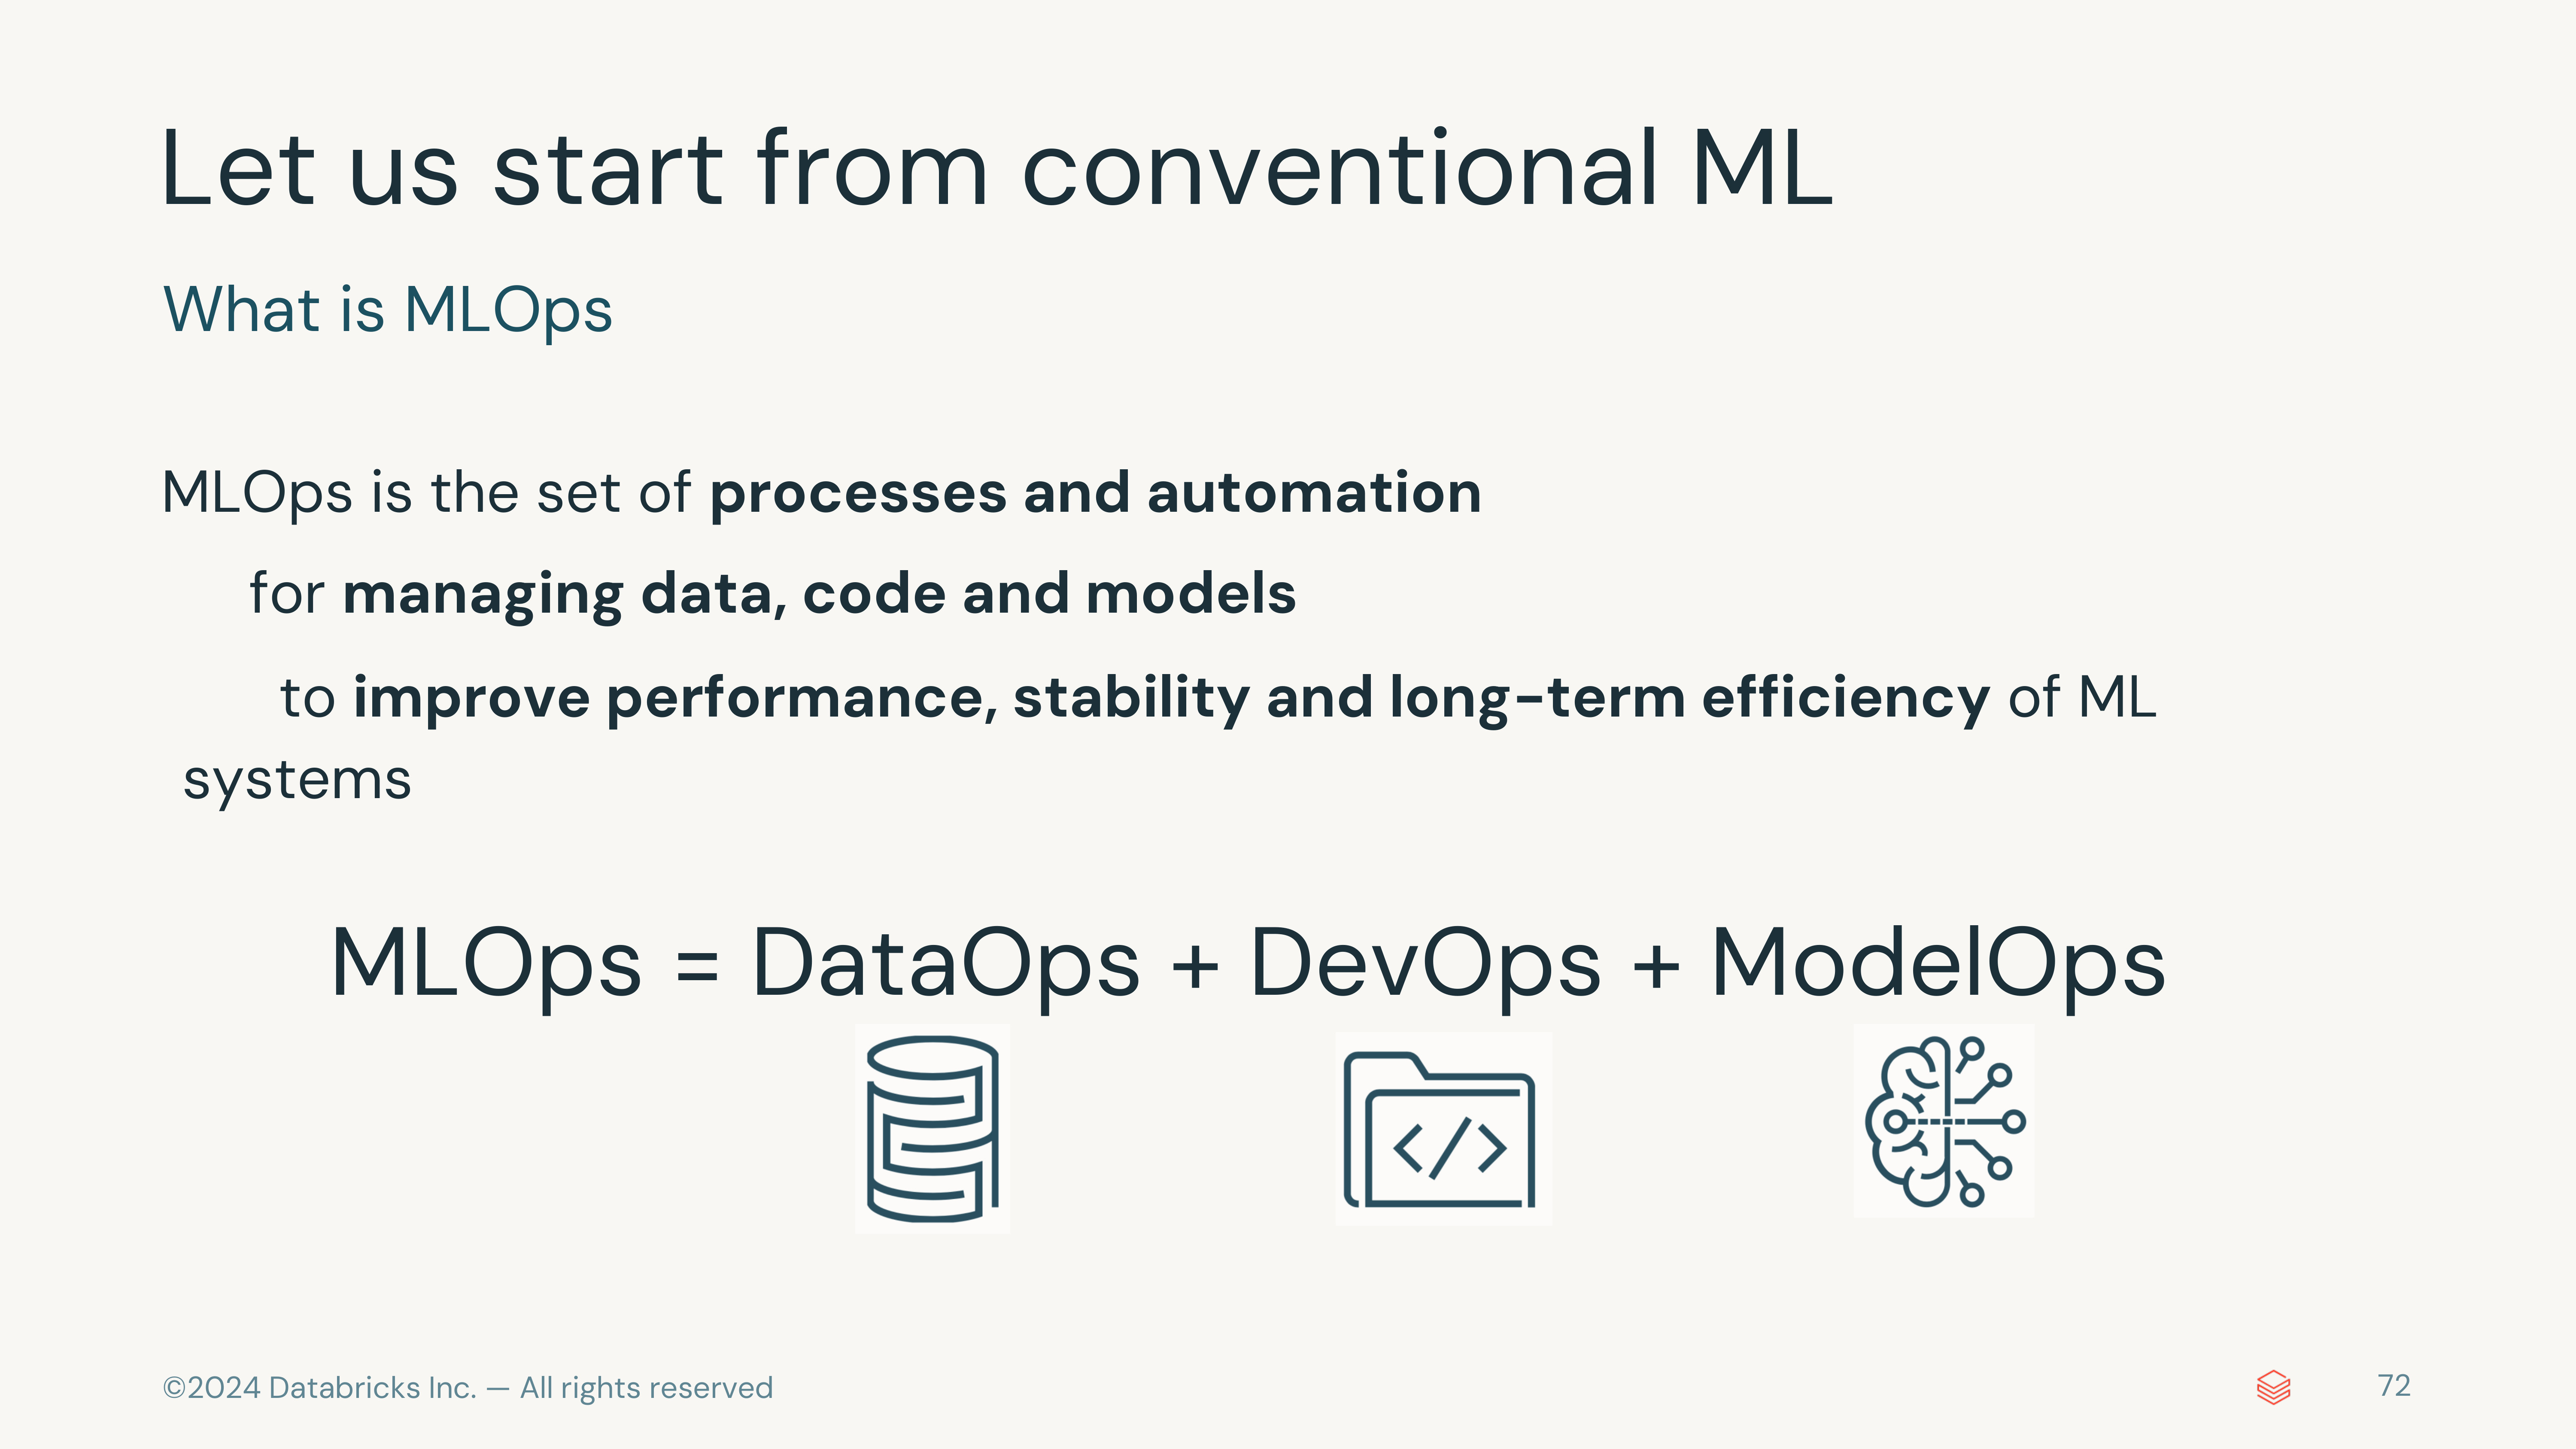 Let us start from conventional ML
What is MLOps
MLOps is the set of processes and automation
for managing data, code and models
to improve performance, stability and long-term efficiency of ML
systems
MLOps = DataOps + DevOps + ModelOps
</>
©2024 Databricks Inc. — All rights reserved
72